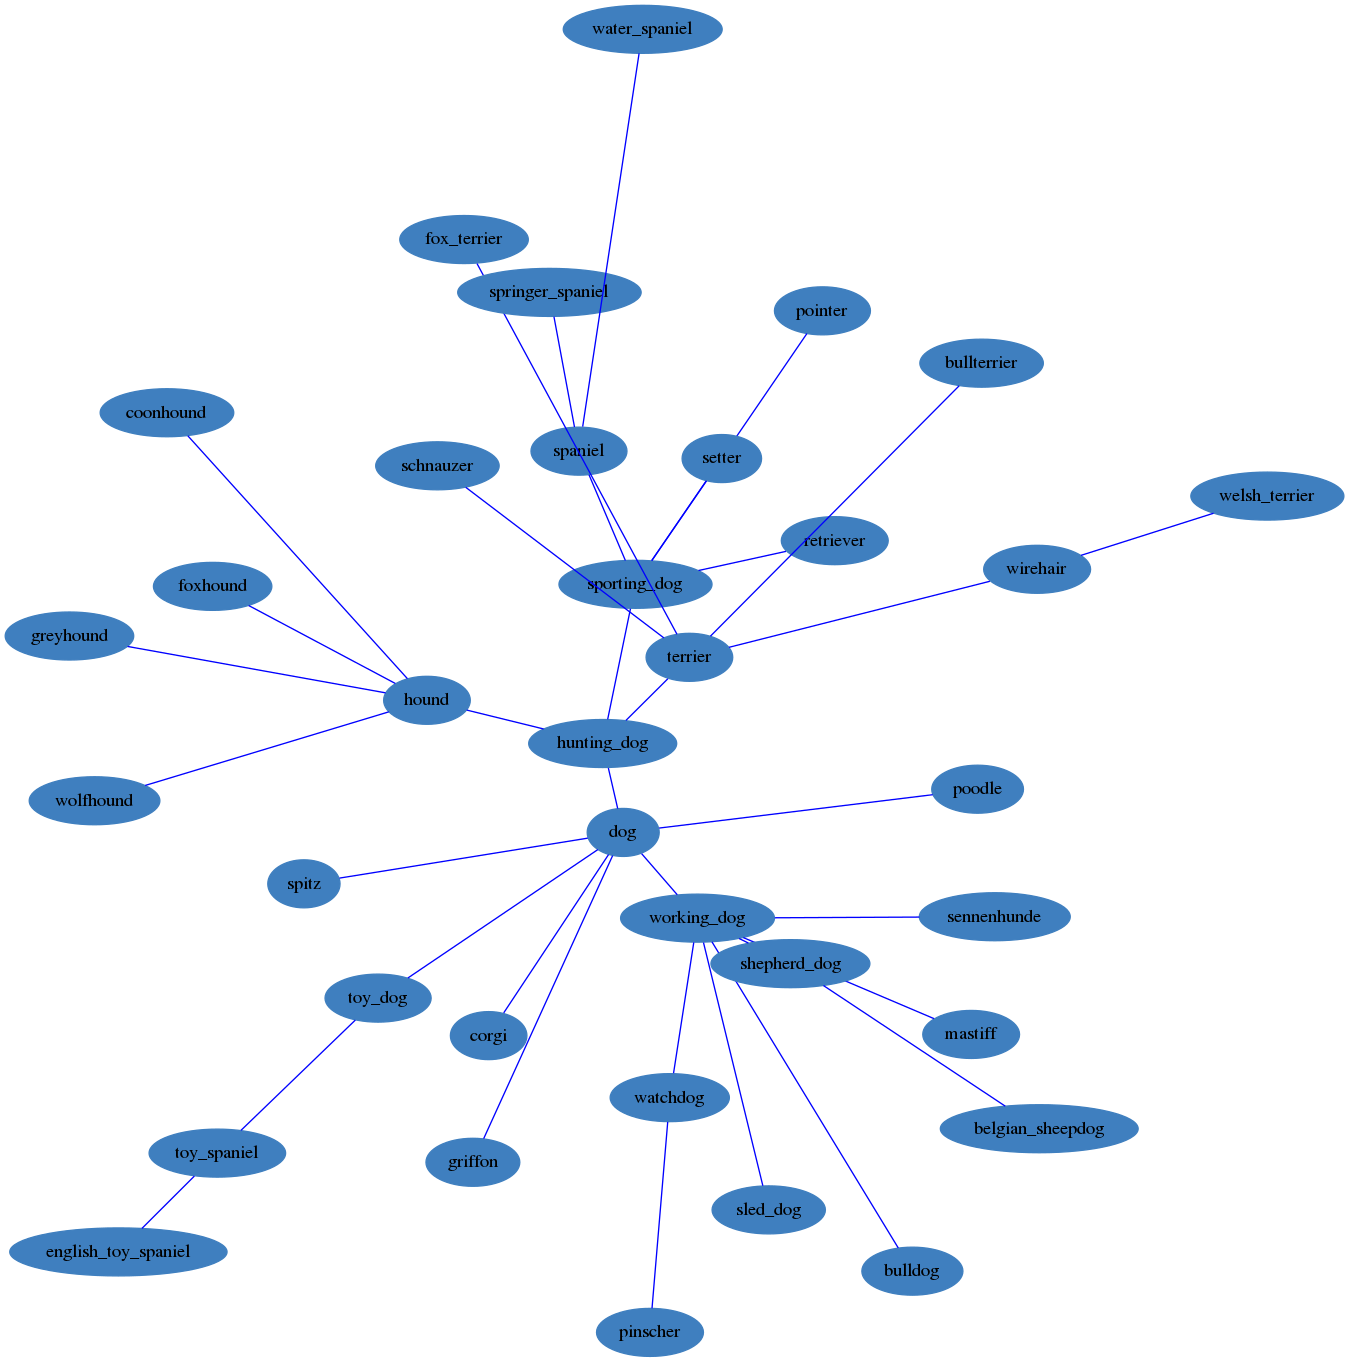 water_spaniel
fox_terrier
springer_spaniel
pointer
bullterrier
coonhound
spaniel
setter
schnauzer
welsh_terrier
retriever
wirehair
foxhound
sporting_dog
greyhound
terrier
hound
hunting_dog
poodle
wolfhound
dog
spitz
working_dog
sennenhunde
shepherd_dog
toy_dog
corgi
mastiff
watchdog
belgian_sheepdog
toy_spaniel
griffon
sled_dog
english_toy_spaniel
bulldog
pinscher